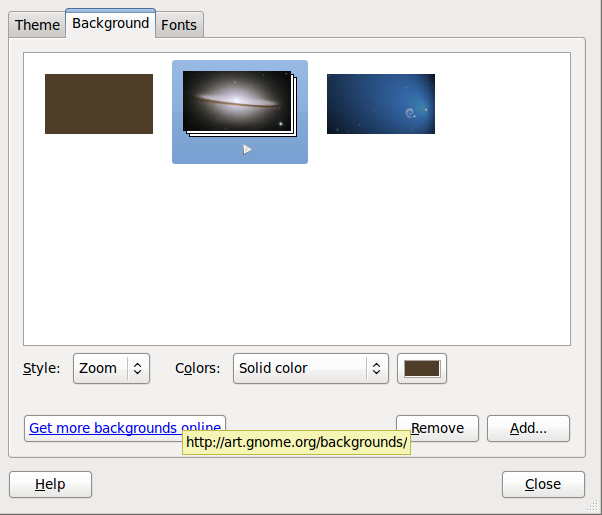 Theme Background Fonts
Style: Zoom Colors: Solid color
Get more backgrounds online Remove Add...
http://art.gnome.org/backgrounds/
Help Close